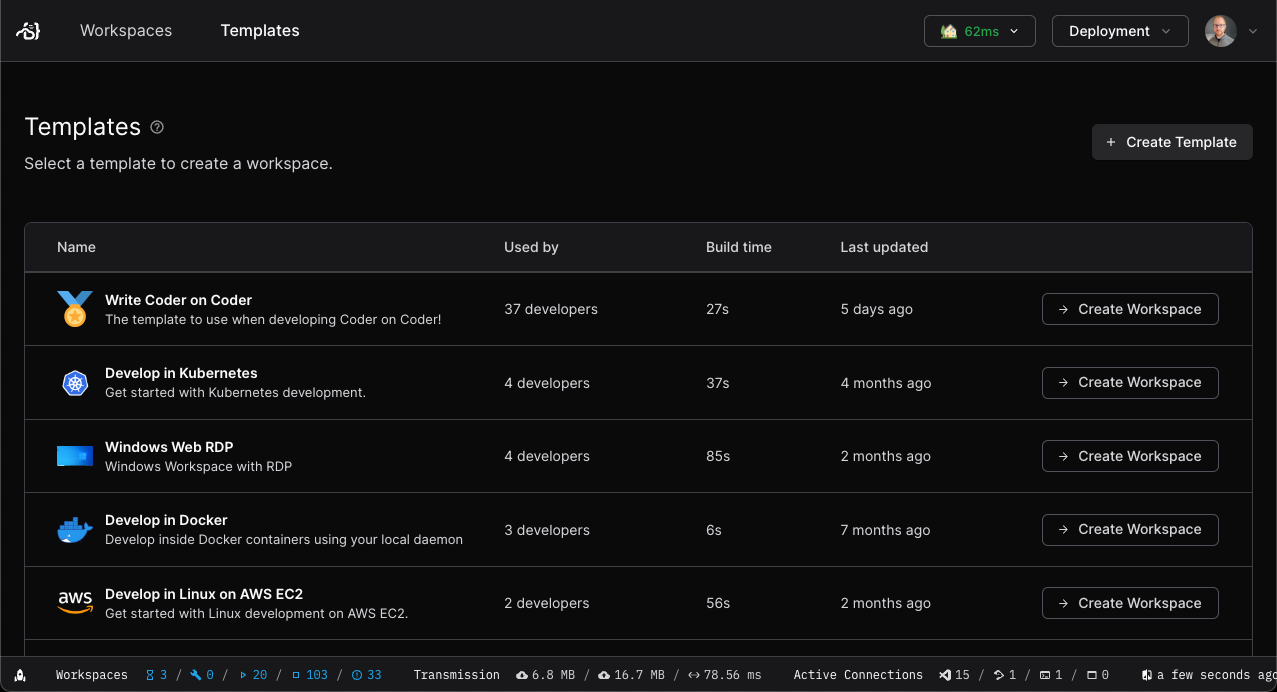 Workspaces Templates 62ms Deployment
Templates
Select a template to create a workspace.
+ Create Template
Name Used by Build time Last updated
Write Coder on Coder
The template to use when developing Coder on Coder!
37 developers 27s 5 days ago → Create Workspace
Develop in Kubernetes
Get started with Kubernetes development.
4 developers 37s 4 months ago → Create Workspace
Windows Web RDP
Windows Workspace with RDP
4 developers 85s 2 months ago → Create Workspace
Develop in Docker
Develop inside Docker containers using your local daemon
3 developers 6s 7 months ago → Create Workspace
aws
Develop in Linux on AWS EC2
Get started with Linux development on AWS EC2.
2 developers 56s 2 months ago → Create Workspace
Workspaces 3 / 0 / 20 / 103 / 33 Transmission 6.8 MB / 16.7 MB / 78.56 ms Active Connections 15 / 1 / 1 / 0 a few seconds ago